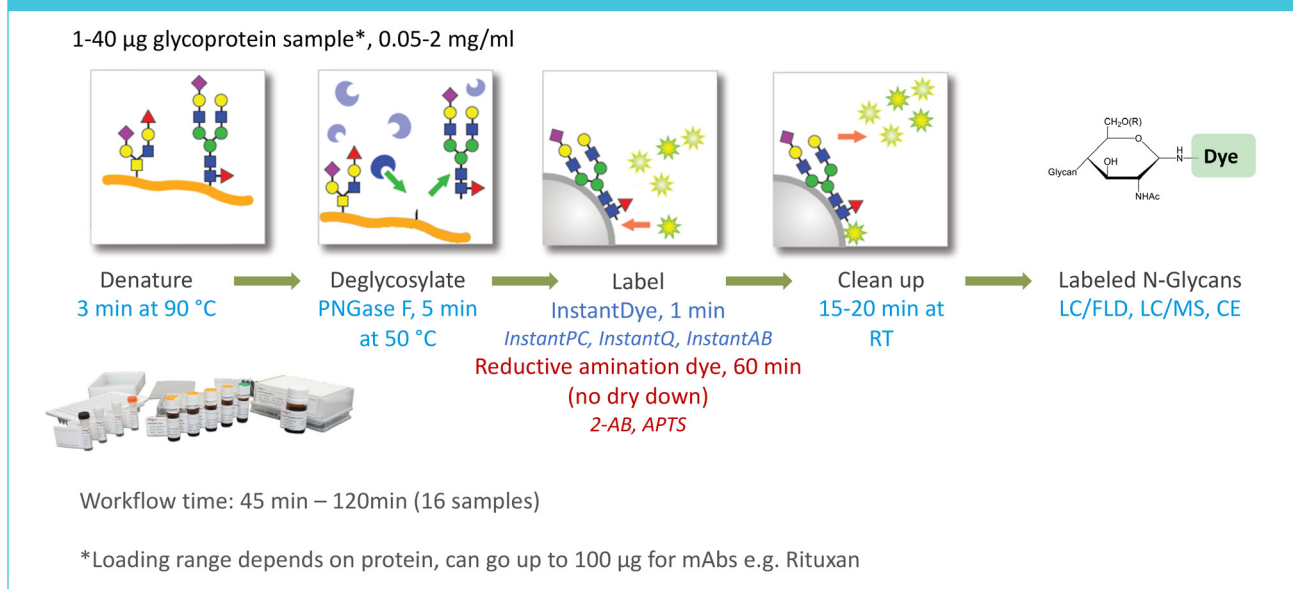 1-40 µg glycoprotein sample*, 0.05-2 mg/ml
Denature
3 min at 90 °C
Deglycosylate
PNGase F, 5 min
at 50 °C
Label
InstantDye, 1 min
InstantPC, InstantQ, InstantAB
Reductive amination dye, 60 min
(no dry down)
2-AB, APTS
Clean up
15-20 min at
RT
CH₂O(R)
O
OH
Glycan
NHAc
H
N
Dye
Labeled N-Glycans
LC/FLD, LC/MS, CE
Workflow time: 45 min – 120min (16 samples)
*Loading range depends on protein, can go up to 100 µg for mAbs e.g. Rituxan